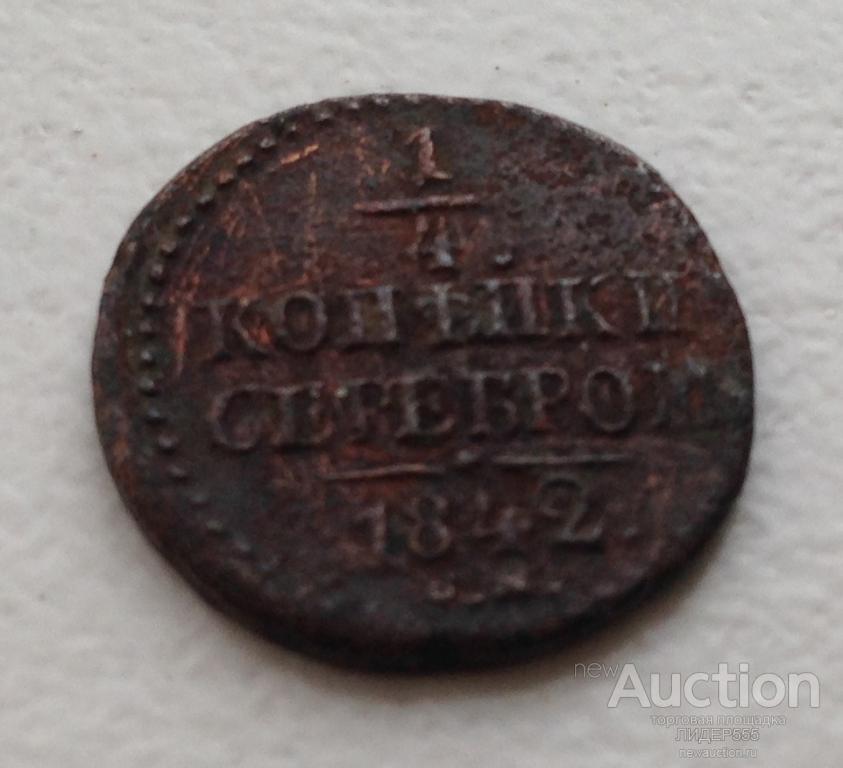 1
4.
КОПѢЙКИ
СЕРЕБРОМ
1842.
newAuction
торговая площадка
ЛИДЕР555
newauction.ru